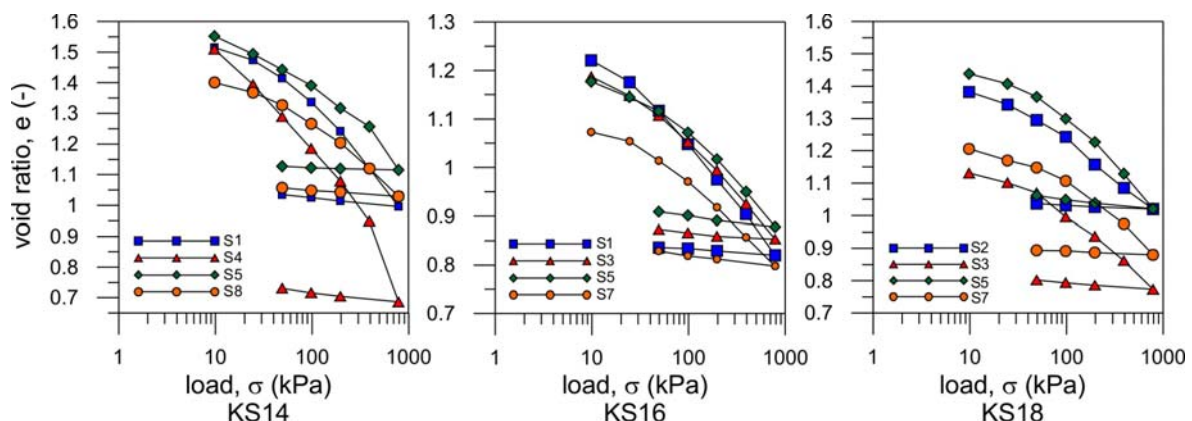 void ratio, e (-)
1.6
1.5
1.4
1.3
1.2
1.1
1
0.9
0.8
0.7
S1
S4
S5
S8
1 10 100 1000
load, σ (kPa)
KS14
1.3
1.2
1.1
1
0.9
0.8
0.7
S1
S3
S5
S7
1 10 100 1000
load, σ (kPa)
KS16
1.6
1.5
1.4
1.3
1.2
1.1
1
0.9
0.8
0.7
S2
S3
S5
S7
1 10 100 1000
load, σ (kPa)
KS18